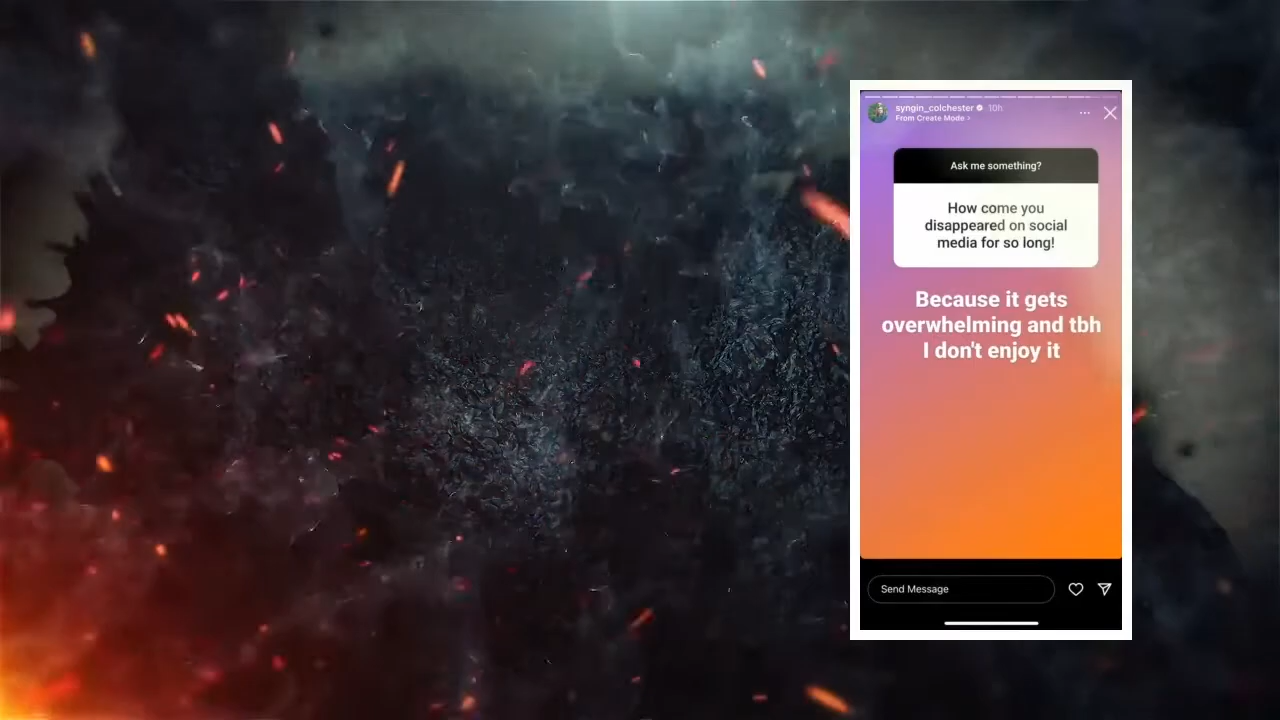 syngin_colchester 10h
From Create Mode ›
Ask me something?
How come you
disappeared on social
media for so long!
Because it gets
overwhelming and tbh
I don't enjoy it
Send Message